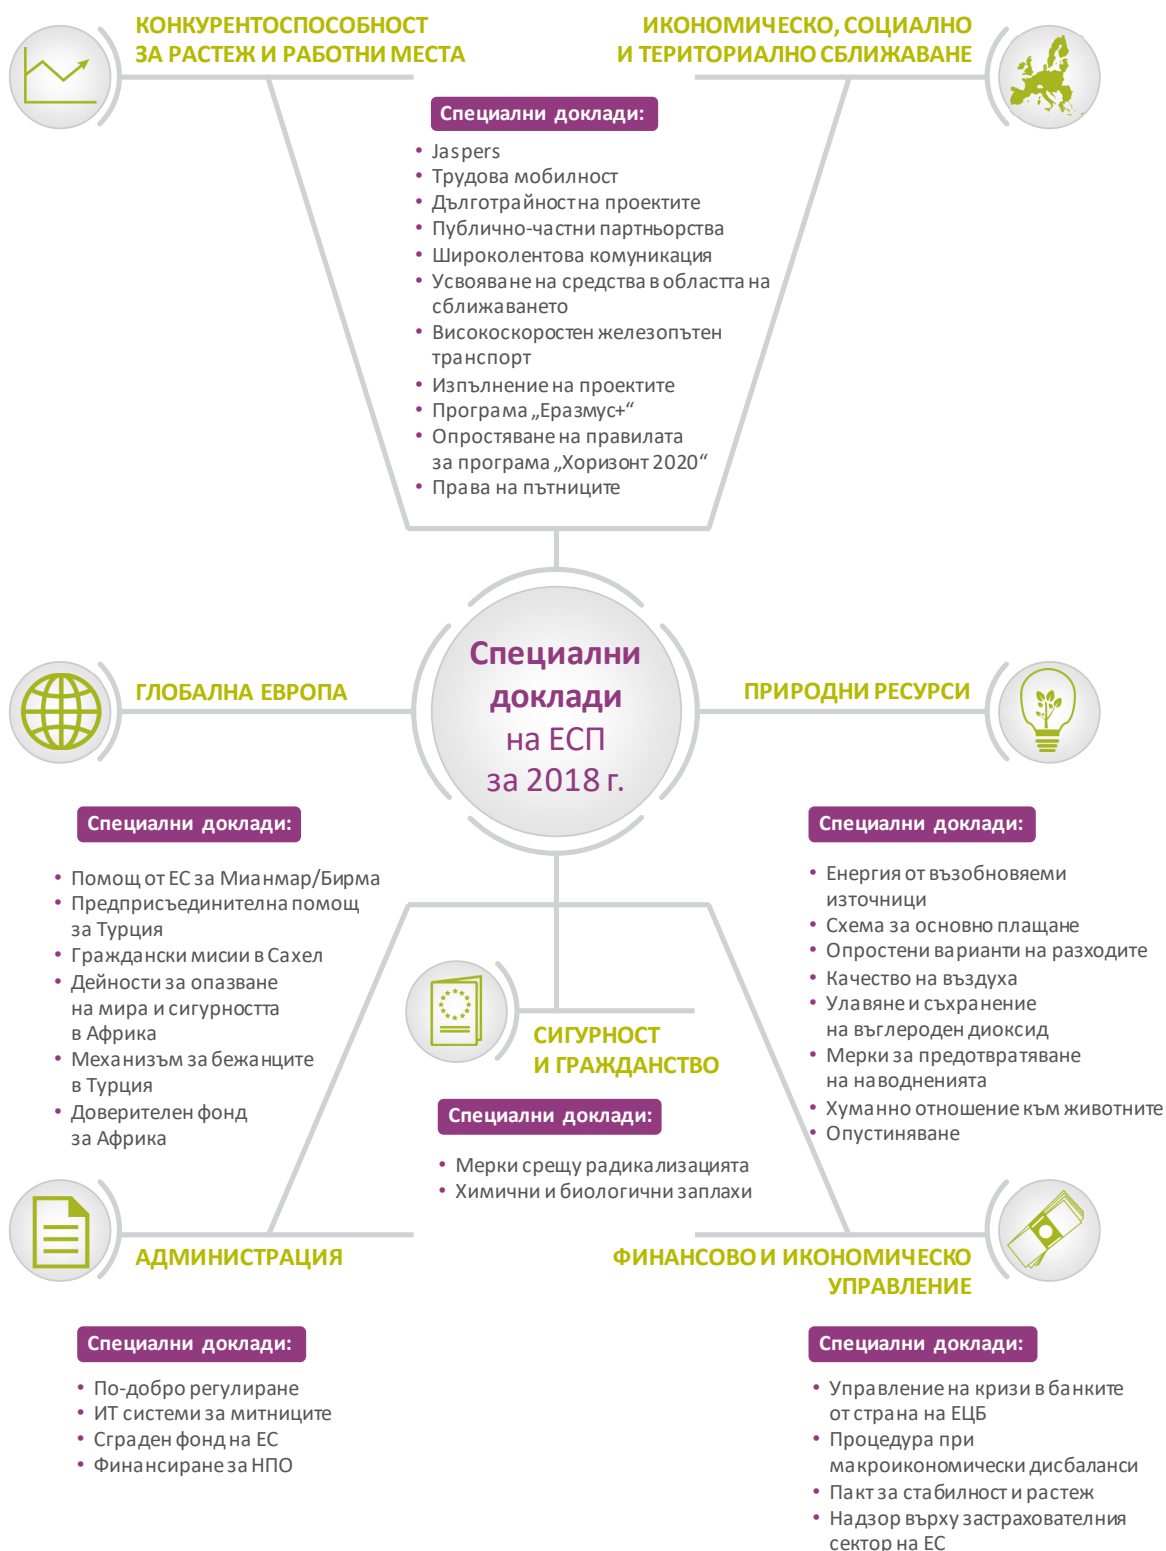 КОНКУРЕНТОСПОСОБНОСТ
ЗА РАСТЕЖ И РАБОТНИ МЕСТА
ИКОНОМИЧЕСКО, СОЦИАЛНО
И ТЕРИТОРИАЛНО СБЛИЖАВАНЕ
Специални доклади:
• Jaspers
• Трудова мобилност
• Дълготрайност на проектите
• Публично-частни партньорства
• Широколентова комуникация
• Усвояване на средства в областта на
сближаването
• Високоскоростен железопътен
транспорт
• Изпълнение на проектите
• Програма „Еразмус+“
• Опростяване на правилата
за програма „Хоризонт 2020“
• Права на пътниците
Специални
доклади
на ЕСП
за 2018 г.
ГЛОБАЛНА ЕВРОПА
Специални доклади:
• Помощ от ЕС за Мианмар/Бирма
• Предприсъединителна помощ
за Турция
• Граждански мисии в Сахел
• Дейности за опазване
на мира и сигурността
в Африка
• Механизъм за бежанците
в Турция
• Доверителен фонд
за Африка
ПРИРОДНИ РЕСУРСИ
Специални доклади:
• Енергия от възобновяеми
източници
• Схема за основно плащане
• Опростени варианти на разходите
• Качество на въздуха
• Улавяне и съхранение
на въглероден диоксид
• Мерки за предотвратяване
на наводненията
• Хуманно отношение към животните
• Опустиняване
СИГУРНОСТ
И ГРАЖДАНСТВО
Специални доклади:
• Мерки срещу радикализацията
• Химични и биологични заплахи
АДМИНИСТРАЦИЯ
Специални доклади:
• По-добро регулиране
• ИТ системи за митниците
• Сграден фонд на ЕС
• Финансиране за НПО
ФИНАНСОВО И ИКОНОМИЧЕСКО
УПРАВЛЕНИЕ
Специални доклади:
• Управление на кризи в банките
от страна на ЕЦБ
• Процедура при
макроикономически дисбаланси
• Пакт за стабилност и растеж
• Надзор върху застрахователния
сектор на ЕС